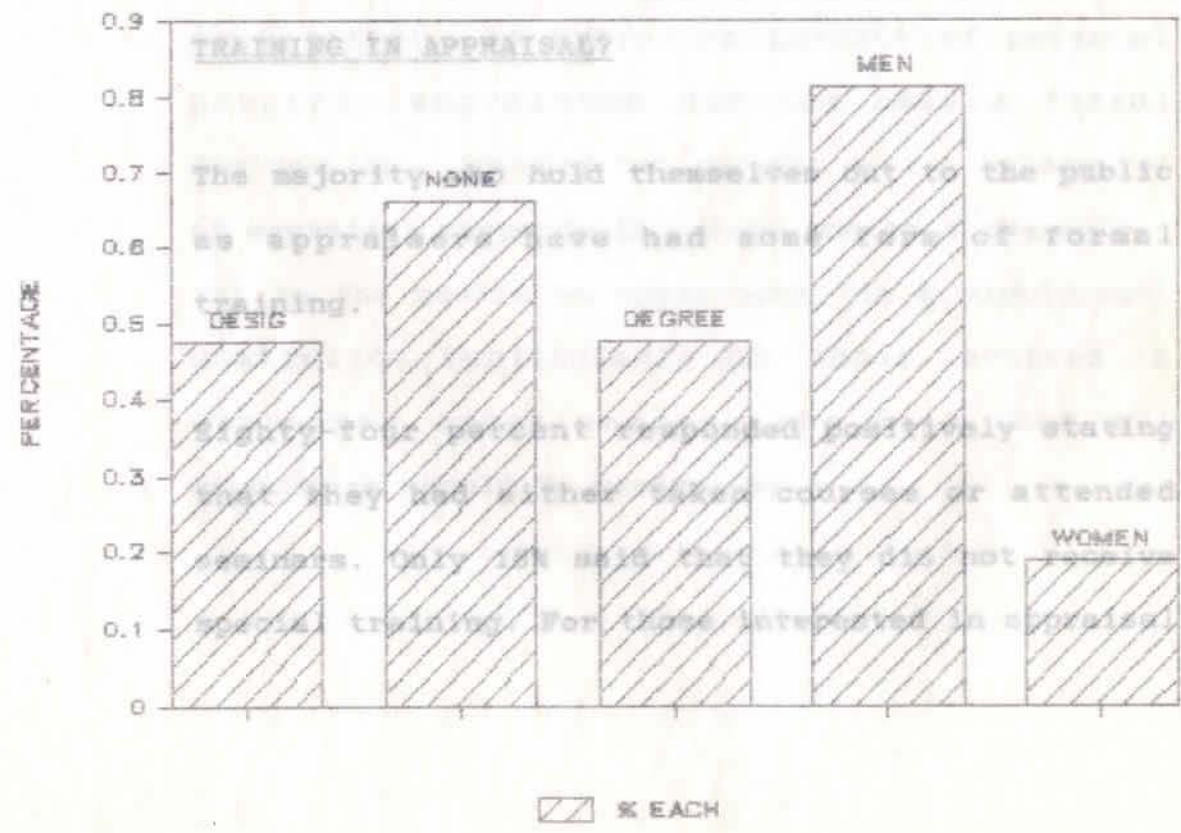 0.9
TRAINING IN APPRAISAL?
MEN
0.8
0.7
The majority who hold themselves out to the public
NONE
0.6
as appraisers have had some form of formal
training.
0.5
DESIG
DEGREE
PERCENTAGE
0.4
Eighty-four percent responded positively stating
0.3
that they had either taken courses or attended
0.2
WOMEN
seminars. Only 16% said that they did not receive
0.1
special training. For those interested in appraisal
0
% EACH